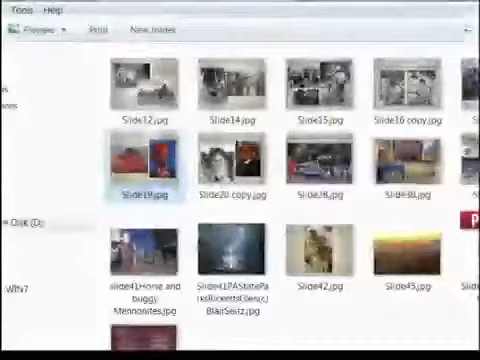 Tools Help
Preview Print New folder
Slide12.jpg Slide14.jpg Slide15.jpg Slide16 copy.jpg
Slide19.jpg Slide20 copy.jpg Slide28.jpg Slide30.jpg
Disk (D:)
WIN7
slide41Horse and
buggy
Mennonites.jpg
Slide41PAStatePa
rksRickettsGlen(c)
BlairSeitz.jpg
Slide42.jpg
Slide45.jpg